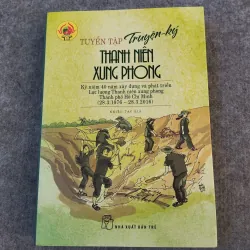 TUYỂN TẬP Truyện-ký
THANH NIÊN
XUNG PHONG
Kỷ niệm 40 năm xây dựng và phát triển
Lực lượng Thanh niên xung phong
Thành phố Hồ Chí Minh
(28.3.1976 - 28.3.2016)
NHIỀU TÁC GIẢ
NHÀ XUẤT BẢN TRẺ